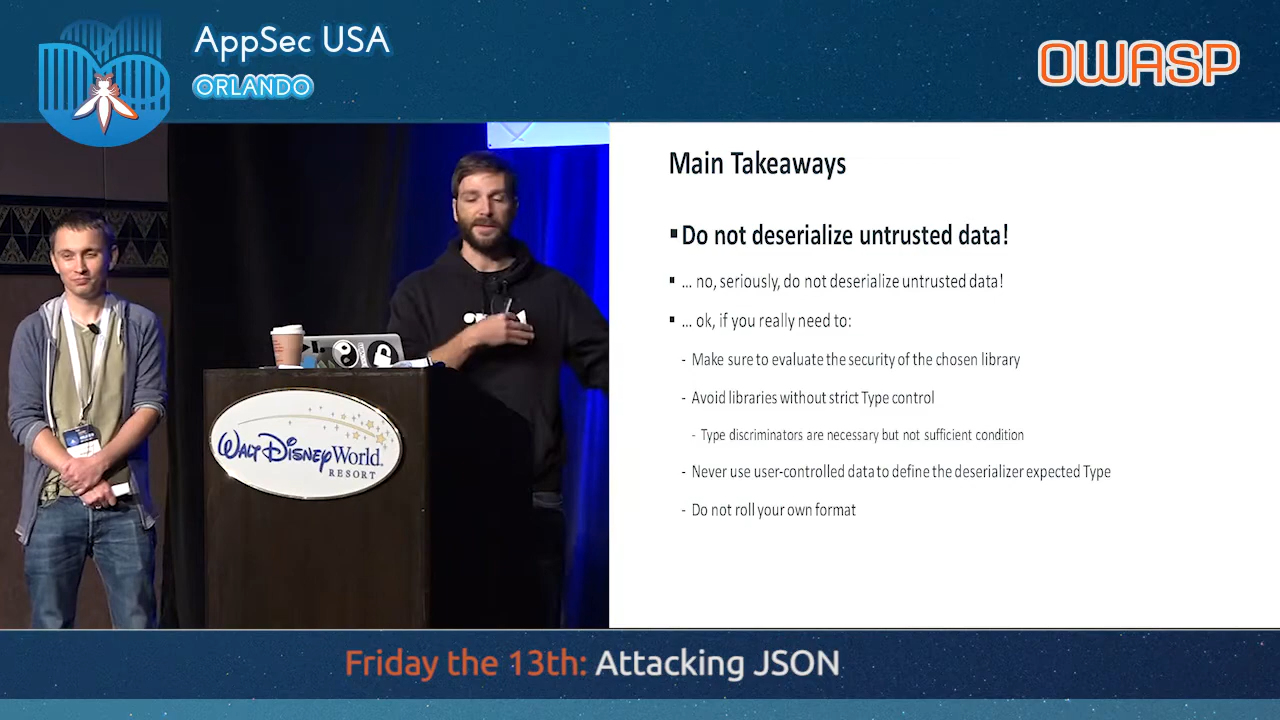 AppSec USA
ORLANDO
OWASP
WALT DISNEY World.
RESORT
Main Takeaways
▪ Do not deserialize untrusted data!
▪ ... no, seriously, do not deserialize untrusted data!
▪ ... ok, if you really need to:
- Make sure to evaluate the security of the chosen library
- Avoid libraries without strict Type control
- Type discriminators are necessary but not sufficient condition
- Never use user-controlled data to define the deserializer expected Type
- Do not roll your own format
Friday the 13th: Attacking JSON